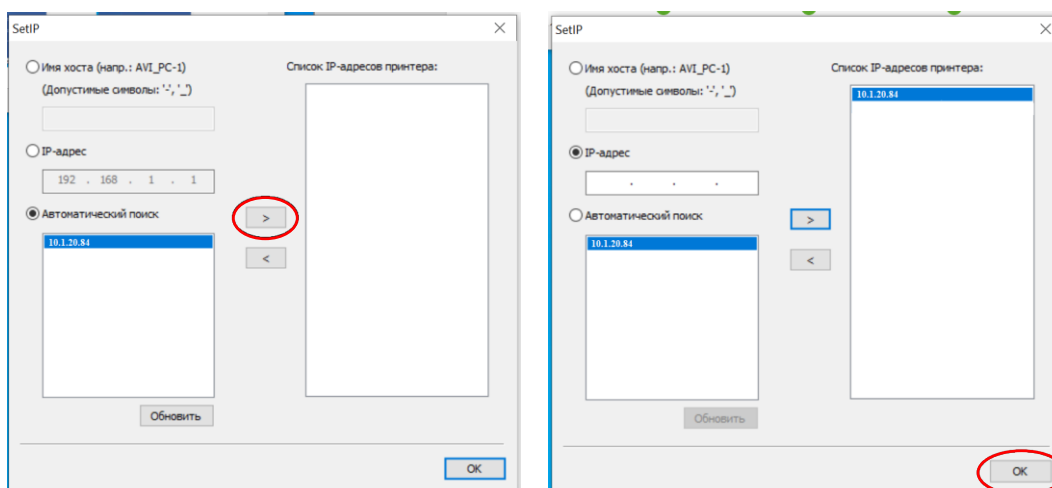 SetIP
Имя хоста (напр.: AVI_PC-1)
(Допустимые символы: '-', '_')
IP-адрес
192 . 168 . 1 . 1
Автоматический поиск
10.1.20.84
Обновить
>
<
Список IP-адресов принтера:
OK
SetIP
Имя хоста (напр.: AVI_PC-1)
(Допустимые символы: '-', '_')
IP-адрес
. . .
Автоматический поиск
10.1.20.84
Обновить
>
<
Список IP-адресов принтера:
10.1.20.84
OK